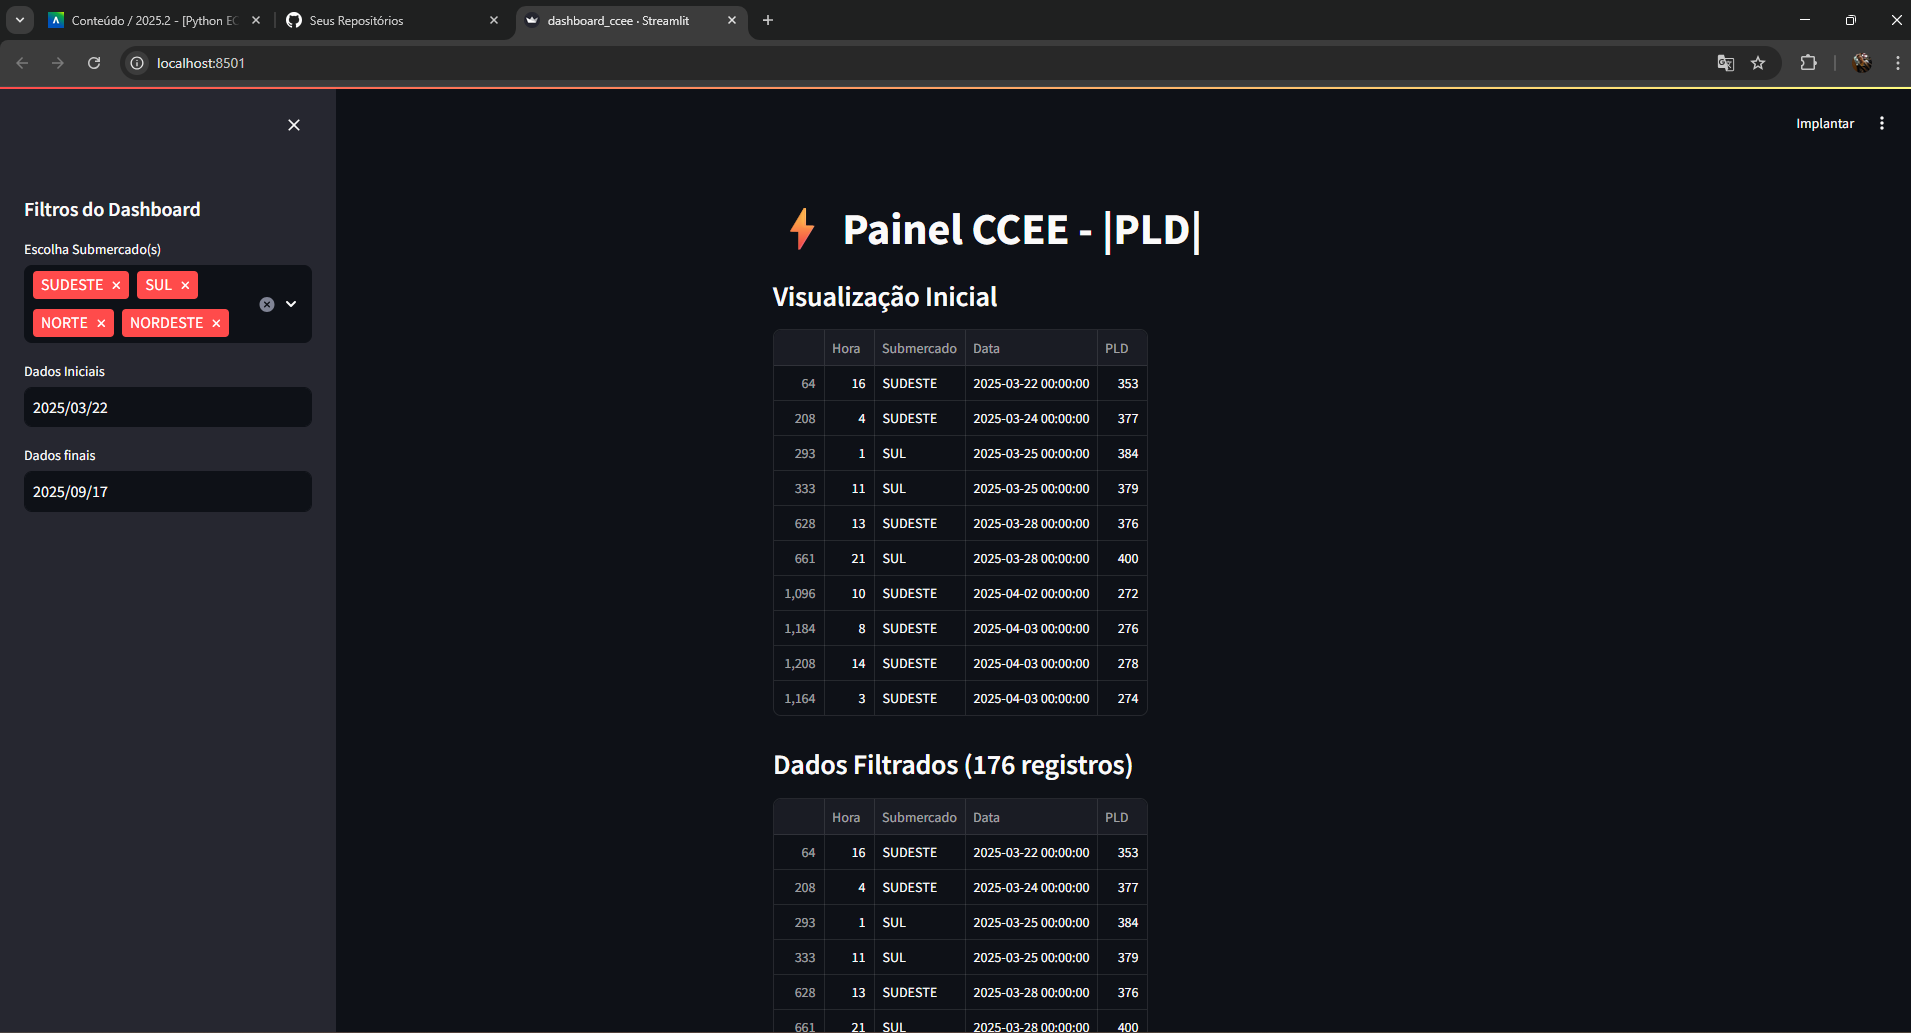 Conteúdo / 2025.2 - [Python EC
Seus Repositórios
dashboard_ccee · Streamlit
localhost:8501
Implantar
Filtros do Dashboard
Escolha Submercado(s)
SUDESTE SUL
NORTE NORDESTE
Dados Iniciais
2025/03/22
Dados finais
2025/09/17
Painel CCEE - |PLD|
Visualização Inicial
Hora Submercado Data PLD
64 16 SUDESTE 2025-03-22 00:00:00 353
208 4 SUDESTE 2025-03-24 00:00:00 377
293 1 SUL 2025-03-25 00:00:00 384
333 11 SUL 2025-03-25 00:00:00 379
628 13 SUDESTE 2025-03-28 00:00:00 376
661 21 SUL 2025-03-28 00:00:00 400
1,096 10 SUDESTE 2025-04-02 00:00:00 272
1,184 8 SUDESTE 2025-04-03 00:00:00 276
1,208 14 SUDESTE 2025-04-03 00:00:00 278
1,164 3 SUDESTE 2025-04-03 00:00:00 274
Dados Filtrados (176 registros)
Hora Submercado Data PLD
64 16 SUDESTE 2025-03-22 00:00:00 353
208 4 SUDESTE 2025-03-24 00:00:00 377
293 1 SUL 2025-03-25 00:00:00 384
333 11 SUL 2025-03-25 00:00:00 379
628 13 SUDESTE 2025-03-28 00:00:00 376
661 21 SUL 2025-03-28 00:00:00 400